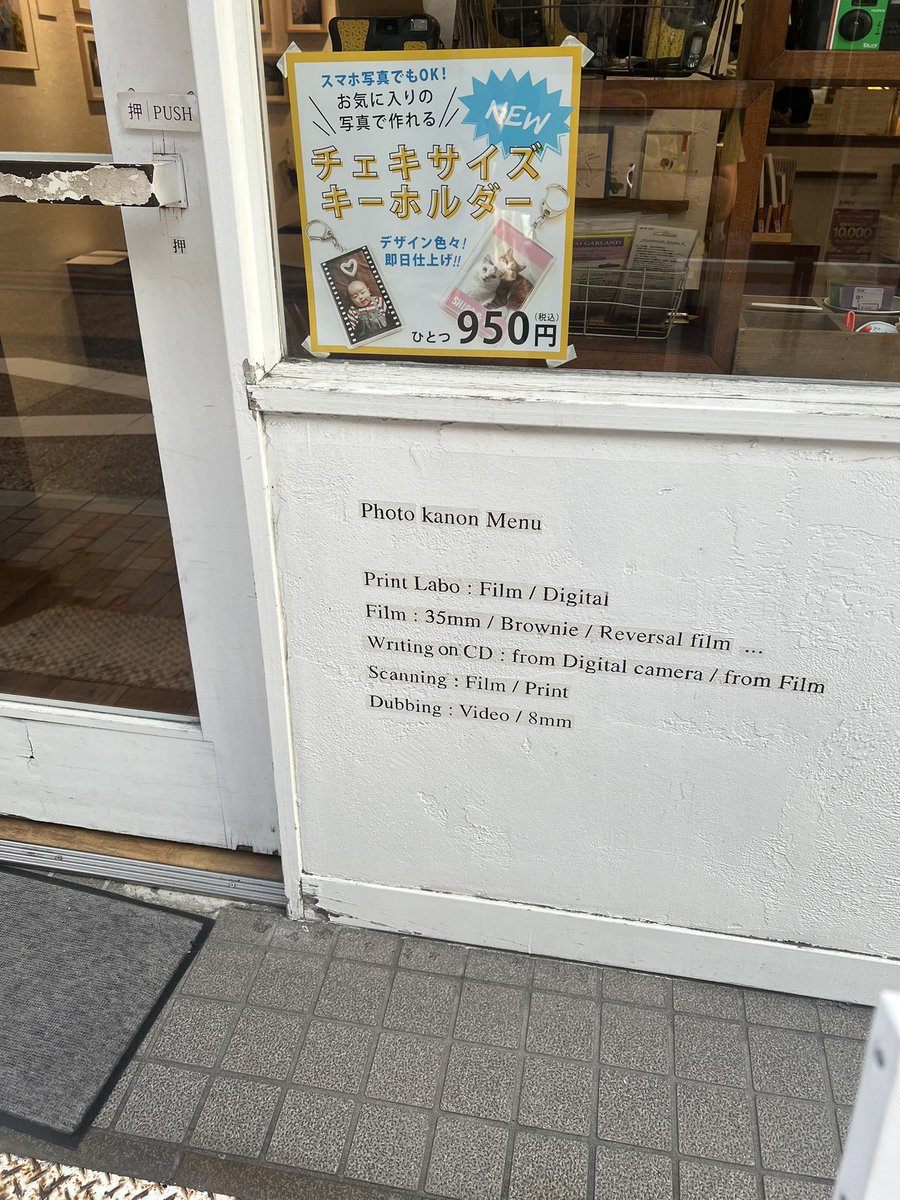 押 PUSH
押
スマホ写真でもOK!
お気に入りの
写真で作れる
NEW
チェキサイズ
キーホルダー
デザイン色々!
即日仕上げ!!
ひとつ 950円 (税込)
10,000
Photo kanon Menu
Print Labo : Film / Digital
Film : 35mm / Brownie / Reversal film ...
Writing on CD : from Digital camera / from Film
Scanning : Film / Print
Dubbing : Video / 8mm